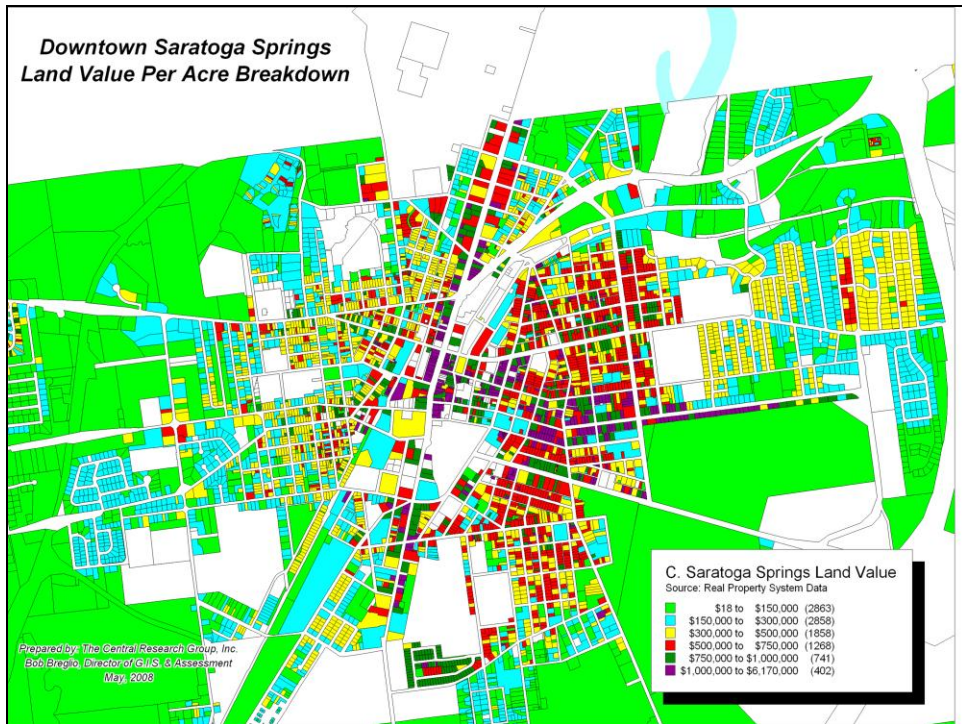 Downtown Saratoga Springs
Land Value Per Acre Breakdown
C. Saratoga Springs Land Value
Source: Real Property System Data
$18 to $150,000 (2863)
$150,000 to $300,000 (2858)
$300,000 to $500,000 (1858)
$500,000 to $750,000 (1268)
$750,000 to $1,000,000 (741)
$1,000,000 to $6,170,000 (402)
Prepared by: The Central Research Group, Inc.
Bob Breglio, Director of G.I.S. & Assessment
May, 2008